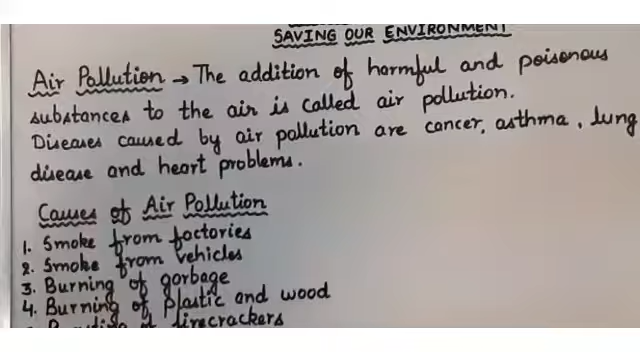 SAVING OUR ENVIRONMENT
Air Pollution → The addition of harmful and poisonous
substances to the air is called air pollution.
Diseases caused by air pollution are cancer, asthma, lung
disease and heart problems.
Causes of Air Pollution
1. Smoke from factories
2. Smoke from vehicles
3. Burning of garbage
4. Burning of plastic and wood
of firecrackers